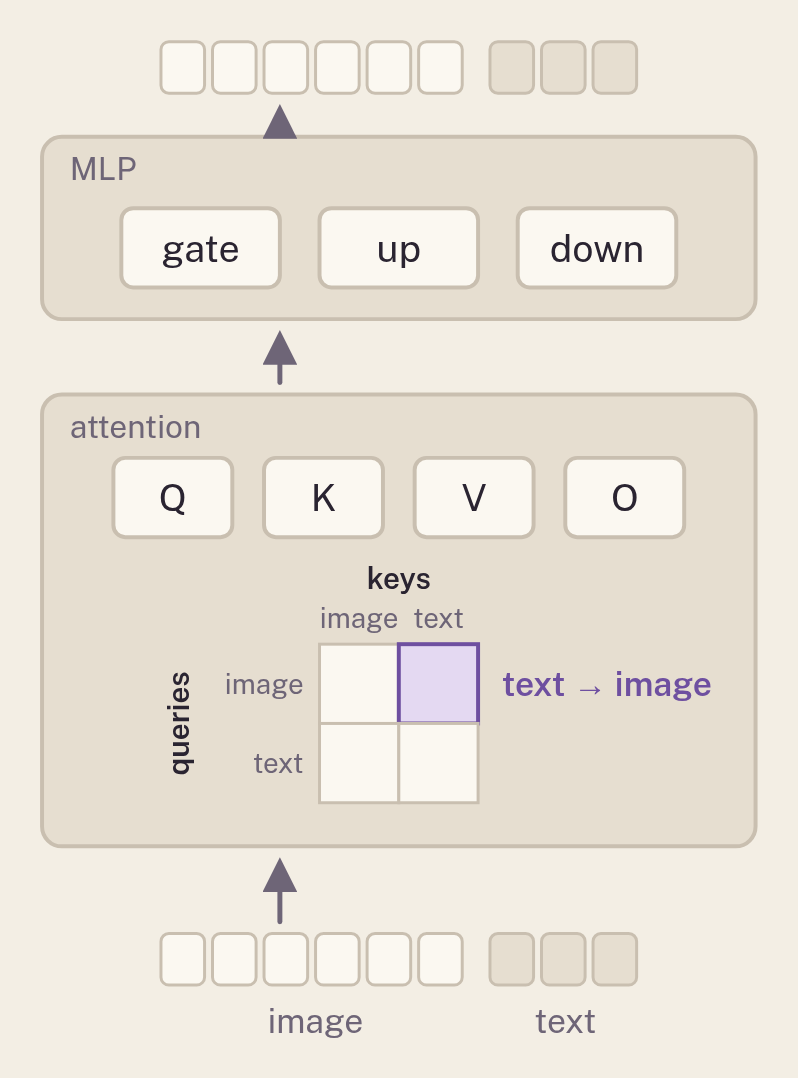 MLP
gate up down
attention
Q K V O
keys
image text
queries
image
text → image
text
image text